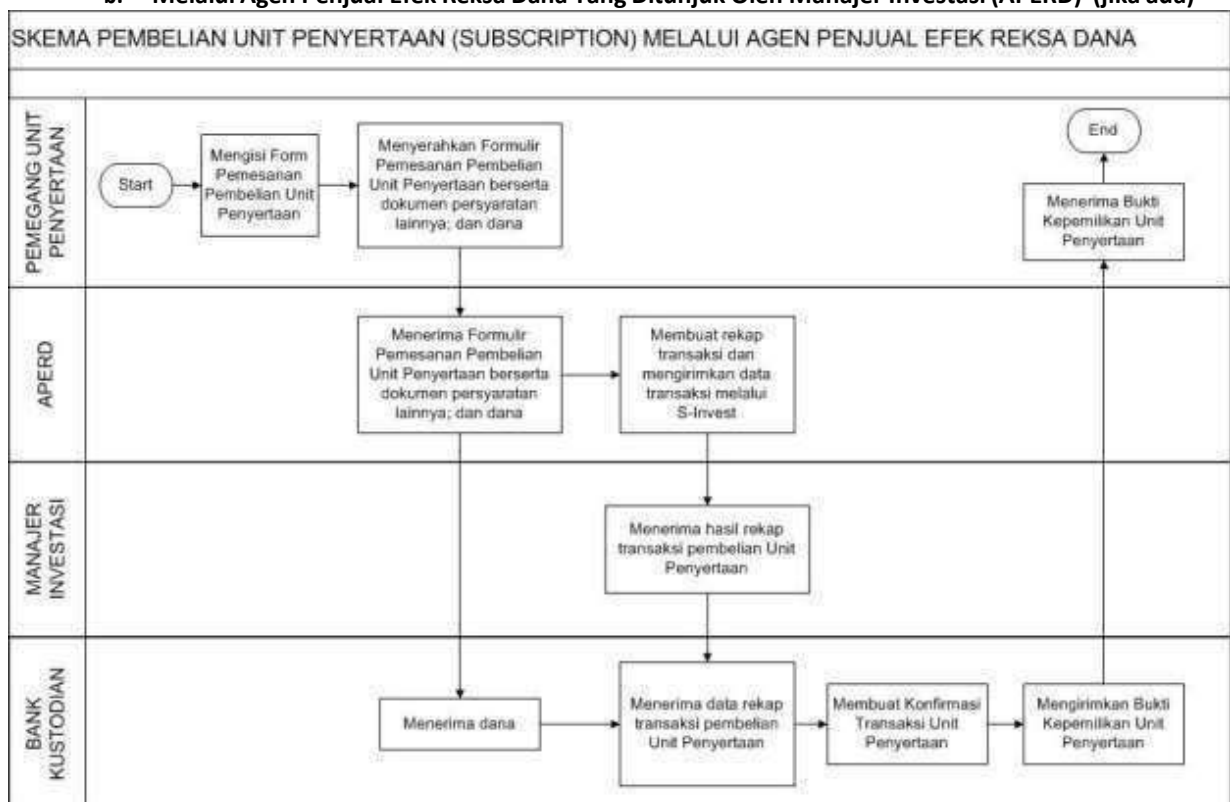 b. Melalui Agen Penjual Efek Reksa Dana Yang Ditunjuk Oleh Manajer Investasi (APERD) (jika ada)
SKEMA PEMBELIAN UNIT PENYERTAAN (SUBSCRIPTION) MELALUI AGEN PENJUAL EFEK REKSA DANA
PEMEGANG UNIT
PENYERTAAN
Start
Mengisi Form
Pemesanan
Pembelian Unit
Penyertaan
Menyerahkan Formulir
Pemesanan Pembelian
Unit Penyertaan berserta
dokumen persyaratan
lainnya; dan dana
End
Menerima Bukti
Kepemilikan Unit
Penyertaan
APERD
Menerima Formulir
Pemesanan Pembelian
Unit Penyertaan berserta
dokumen persyaratan
lainnya; dan dana
Membuat rekap
transaksi dan
mengirimkan data
transaksi melalui
S-Invest
MANAJER
INVESTASI
Menerima hasil rekap
transaksi pembelian Unit
Penyertaan
BANK
KUSTODIAN
Menerima dana
Menerima data rekap
transaksi pembelian
Unit Penyertaan
Membuat Konfirmasi
Transaksi Unit
Penyertaan
Mengirimkan Bukti
Kepemilikan Unit
Penyertaan